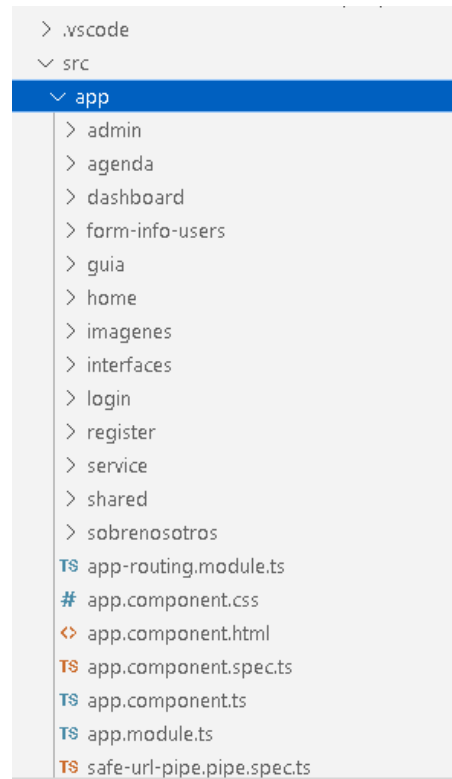 .vscode
src
app
admin
agenda
dashboard
form-info-users
guia
home
imagenes
interfaces
login
register
service
shared
sobrenosotros
TS app-routing.module.ts
# app.component.css
<> app.component.html
TS app.component.spec.ts
TS app.component.ts
TS app.module.ts
TS safe-url-pipe.pipe.spec.ts